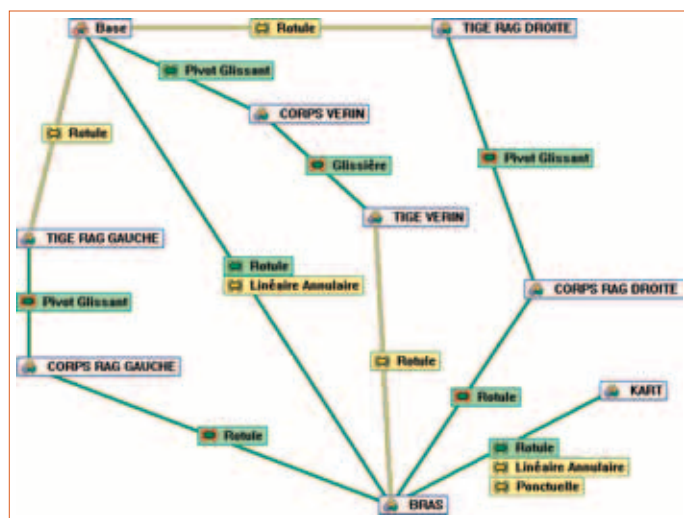 Base
Rotule
TIGE RAG DROITE
Pivot Glissant
CORPS VERIN
Rotule
Glissière
Pivot Glissant
TIGE VERIN
TIGE RAG GAUCHE
Rotule
Linéaire Annulaire
CORPS RAG DROITE
Pivot Glissant
CORPS RAG GAUCHE
Rotule
KART
Rotule
Rotule
Rotule
Linéaire Annulaire
Ponctuelle
BRAS